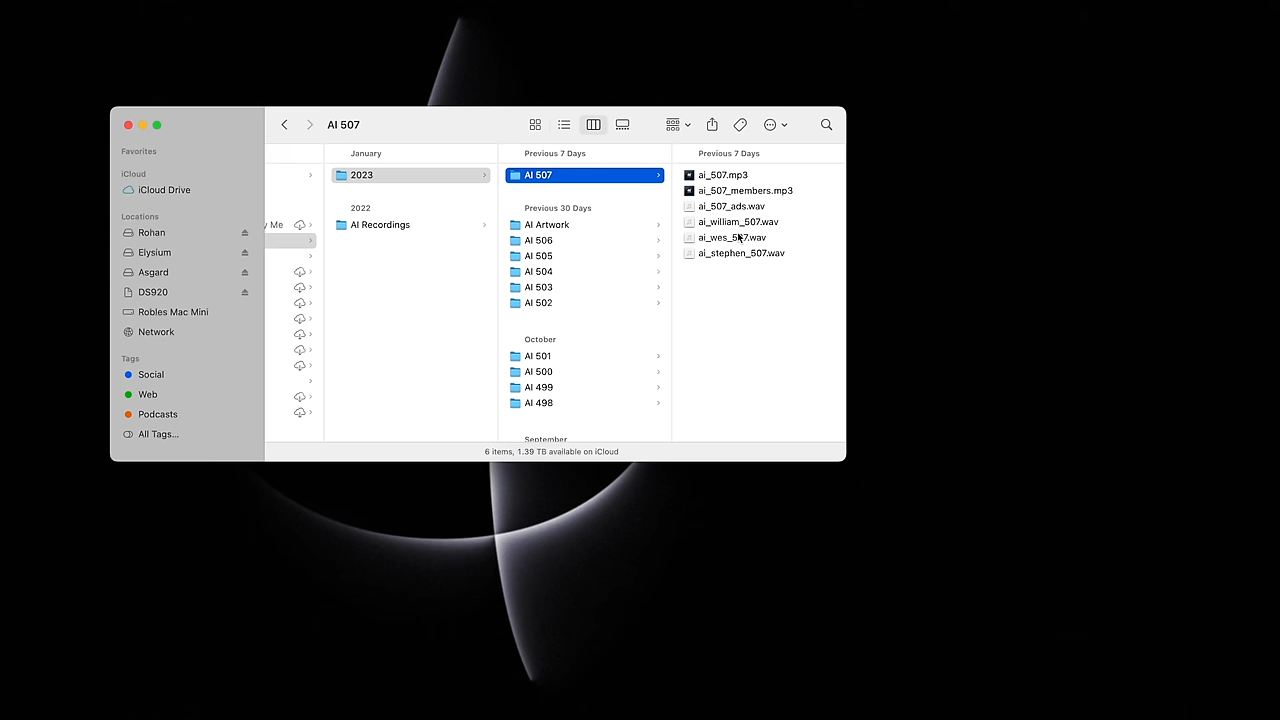 AI 507
Favorites
iCloud
iCloud Drive
Locations
Rohan
Elysium
Asgard
DS920
Robles Mac Mini
Network
Tags
Social
Web
Podcasts
All Tags...
Me
January
2023
2022
AI Recordings
Previous 7 Days
AI 507
Previous 30 Days
AI Artwork
AI 506
AI 505
AI 504
AI 503
AI 502
October
AI 501
AI 500
AI 499
AI 498
September
Previous 7 Days
ai_507.mp3
ai_507_members.mp3
ai_507_ads.wav
ai_william_507.wav
ai_wes_507.wav
ai_stephen_507.wav
6 items, 1.39 TB available on iCloud